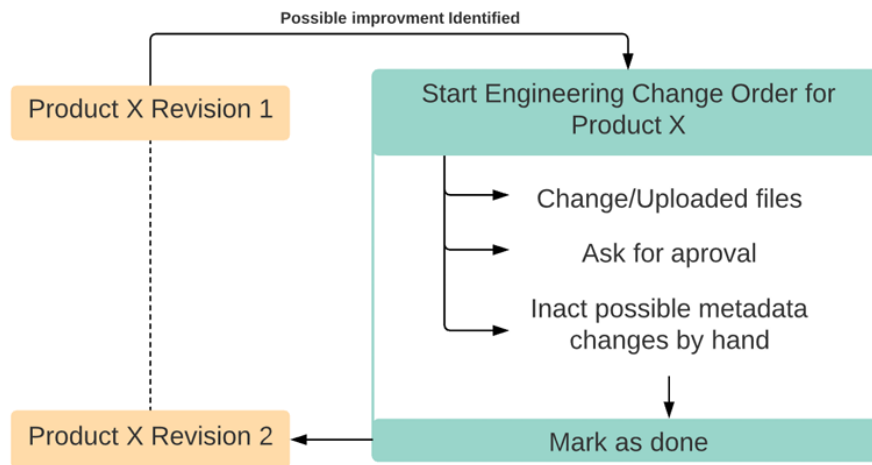 Possible improvment Identified
Product X Revision 1
Start Engineering Change Order for
Product X
Change/Uploaded files
Ask for aproval
Inact possible metadata
changes by hand
Product X Revision 2
Mark as done